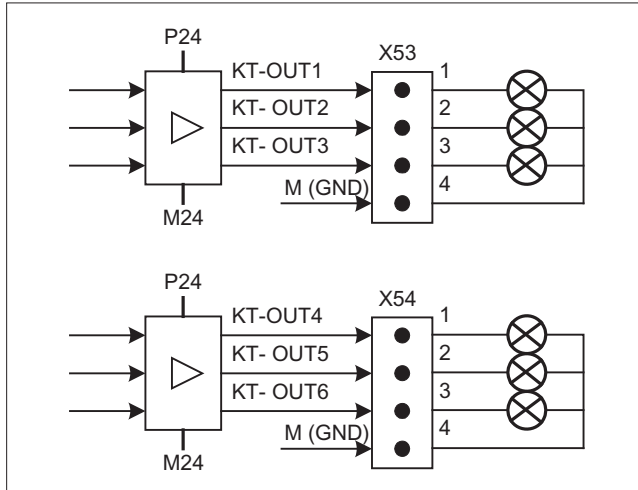 P24
X53
KT-OUT1
1
KT- OUT2
2
KT- OUT3
3
M (GND)
4
M24
P24
X54
KT-OUT4
1
KT- OUT5
2
KT- OUT6
3
M (GND)
4
M24